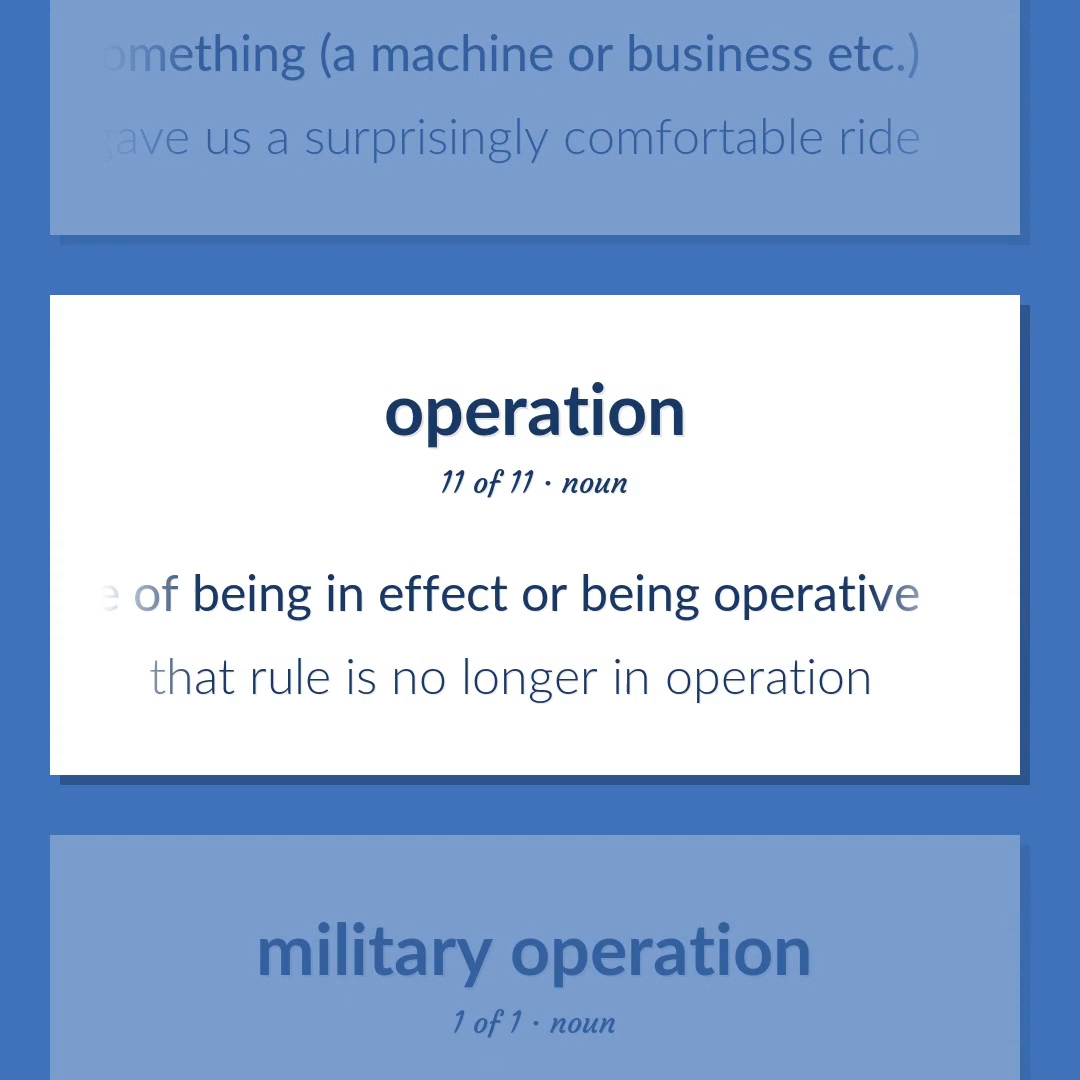 something (a machine or business etc.)
gave us a surprisingly comfortable ride
operation
11 of 11 · noun
of being in effect or being operative
that rule is no longer in operation
military operation
1 of 1 · noun